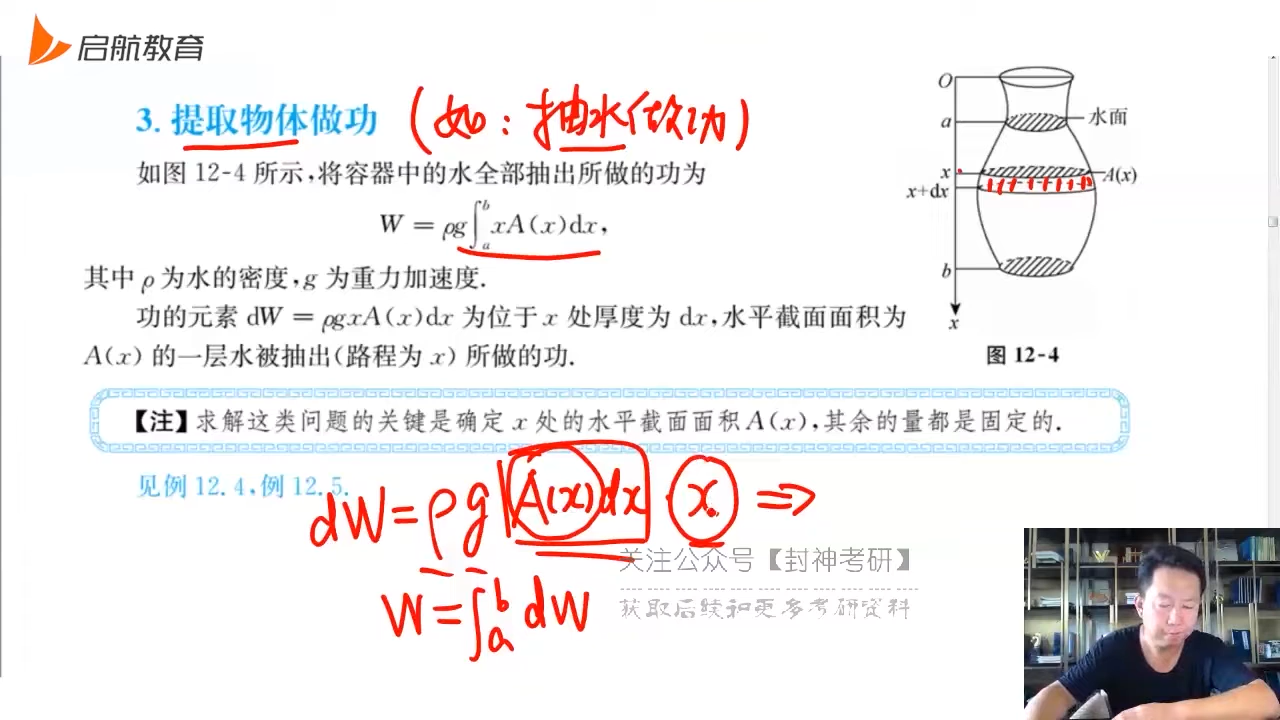 启航教育
3. 提取物体做功 (如：抽水做功)
如图 12-4 所示,将容器中的水全部抽出所做的功为
W = ρg∫_a^b xA(x)dx,
其中 ρ 为水的密度,g 为重力加速度.
功的元素 dW = ρgxA(x)dx 为位于 x 处厚度为 dx,水平截面面积为
A(x) 的一层水被抽出(路程为 x) 所做的功.
O
a
水面
x
A(x)
x+dx
b
x
图 12-4
【注】求解这类问题的关键是确定 x 处的水平截面面积 A(x),其余的量都是固定的.
见例 12.4,例 12.5.
dW = ρg A(x)dx · x ⇒
W = ∫_a^b dW
关注公众号【封神考研】
获取后续和更多考研资料